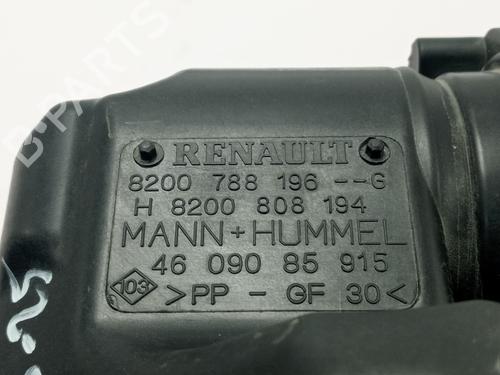 RENAULT
8200 788 196 --G
H 8200 808 194
MANN+HUMMEL
46 090 85 915
103 >PP - GF 30<
B-PARTS